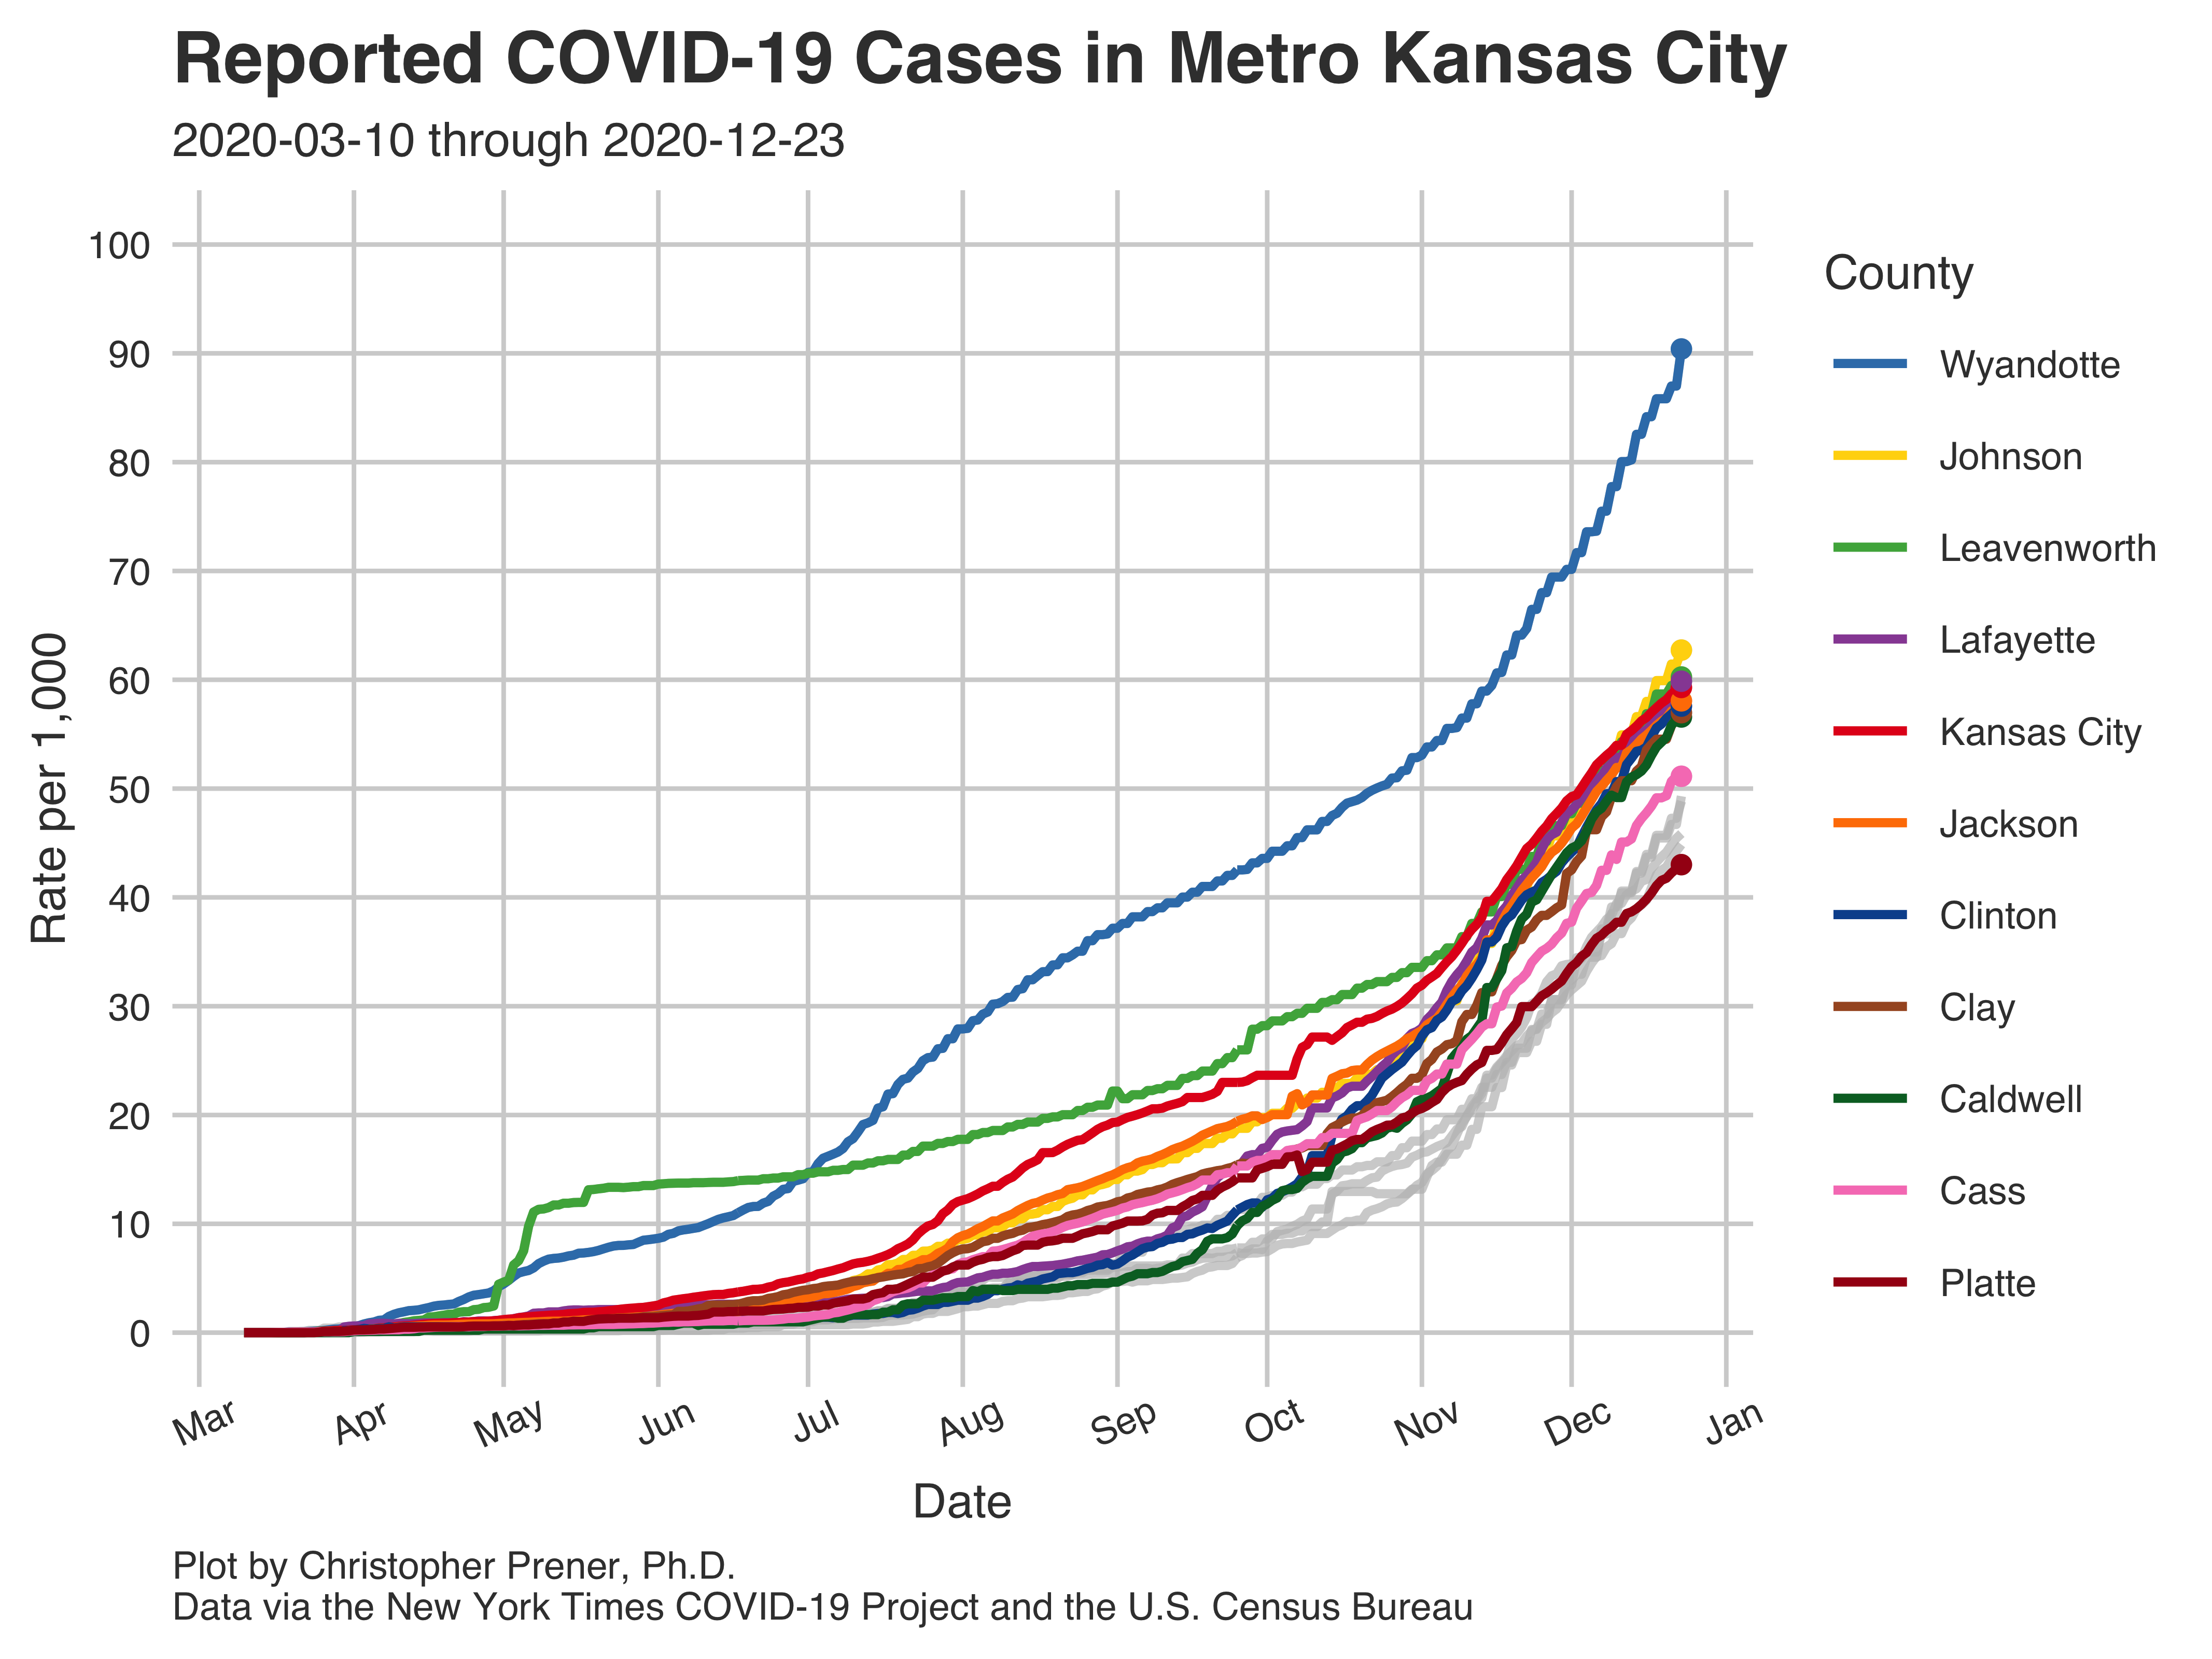 Reported COVID-19 Cases in Metro Kansas City
2020-03-10 through 2020-12-23
Rate per 1,000
100
90
80
70
60
50
40
30
20
10
0
Mar
Apr
May
Jun
Jul
Aug
Sep
Oct
Nov
Dec
Jan
Date
County
Wyandotte
Johnson
Leavenworth
Lafayette
Kansas City
Jackson
Clinton
Clay
Caldwell
Cass
Platte
Plot by Christopher Prener, Ph.D.
Data via the New York Times COVID-19 Project and the U.S. Census Bureau